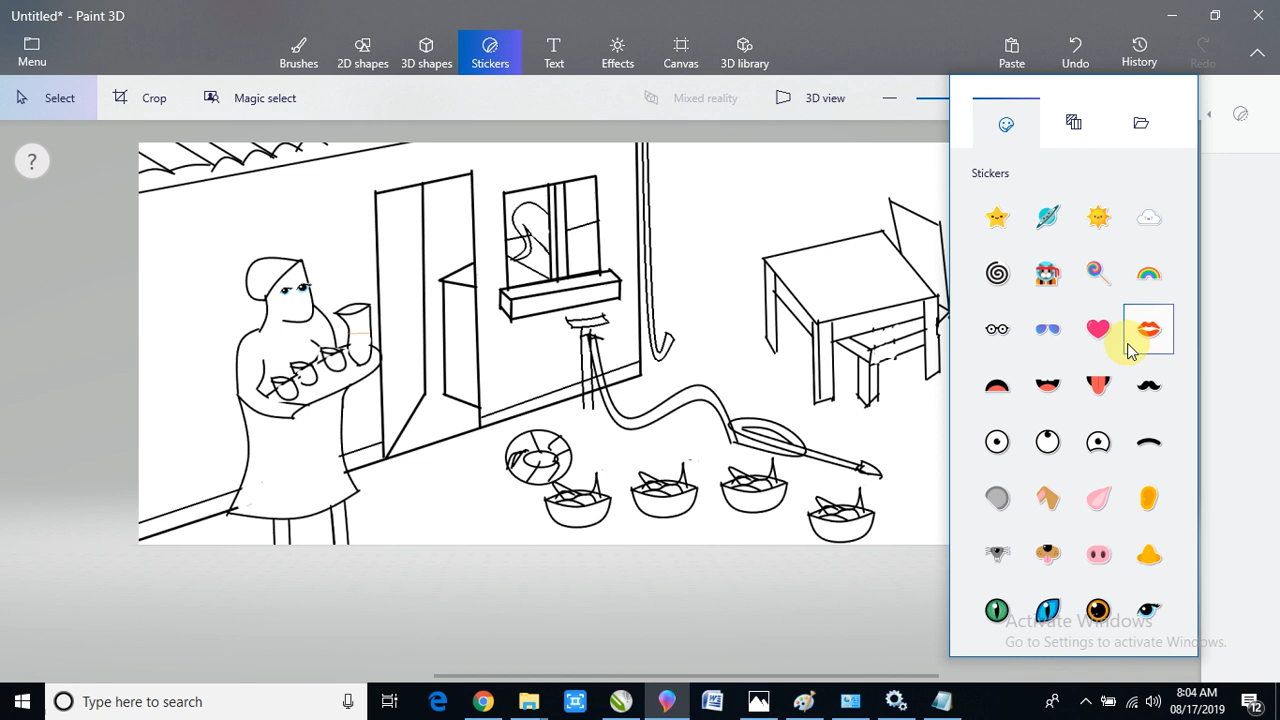 Untitled* - Paint 3D
Menu
Brushes
2D shapes
3D shapes
Stickers
Text
Effects
Canvas
3D library
Paste
Undo
History
Redo
Select
Crop
Magic select
Mixed reality
3D view
?
Stickers
Activate Windows
Go to Settings to activate Windows.
Type here to search
8:04 AM
08/17/2019
12